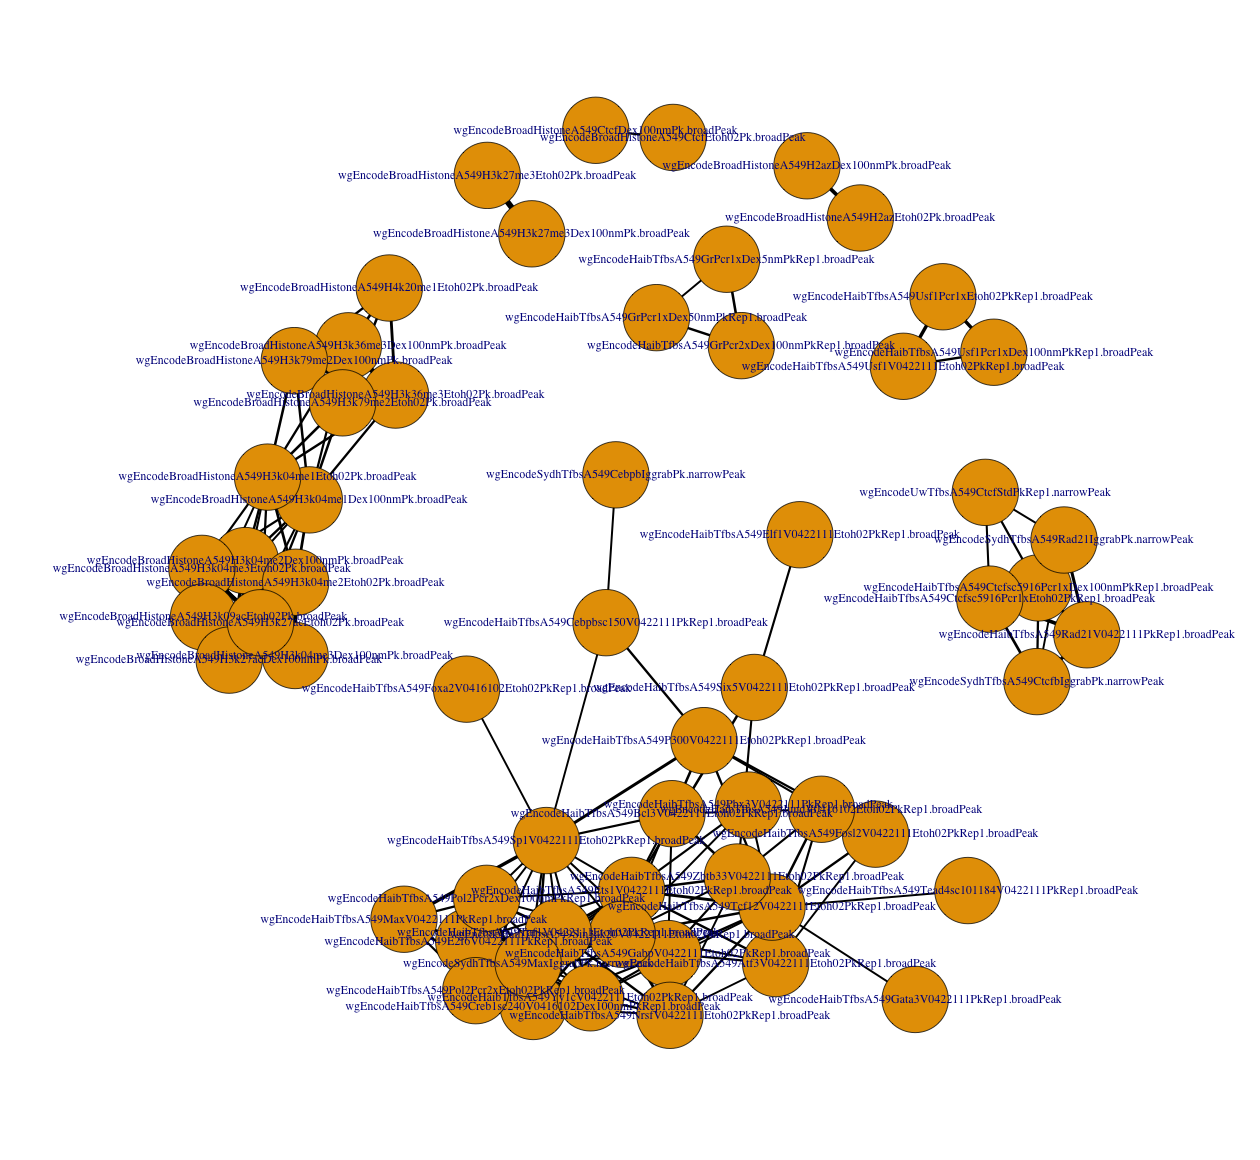 wgEncodeBroadHistoneA549CtcfDex100nmPk.broadPeak
wgEncodeBroadHistoneA549CtcfEtoh02Pk.broadPeak
wgEncodeBroadHistoneA549H2azDex100nmPk.broadPeak
wgEncodeBroadHistoneA549H3k27me3Etoh02Pk.broadPeak
wgEncodeBroadHistoneA549H2azEtoh02Pk.broadPeak
wgEncodeBroadHistoneA549H3k27me3Dex100nmPk.broadPeak
wgEncodeHaibTfbsA549GrPcr1xDex5nmPkRep1.broadPeak
wgEncodeBroadHistoneA549H4k20me1Etoh02Pk.broadPeak
wgEncodeHaibTfbsA549Usf1Pcr1xEtoh02PkRep1.broadPeak
wgEncodeHaibTfbsA549GrPcr1xDex50nmPkRep1.broadPeak
wgEncodeBroadHistoneA549H3k36me3Dex100nmPk.broadPeak
wgEncodeHaibTfbsA549GrPcr2xDex100nmPkRep1.broadPeak
wgEncodeHaibTfbsA549Usf1Pcr1xDex100nmPkRep1.broadPeak
wgEncodeBroadHistoneA549H3k79me2Dex100nmPk.broadPeak
wgEncodeHaibTfbsA549Usf1V0422111Etoh02PkRep1.broadPeak
wgEncodeBroadHistoneA549H3k36me3Etoh02Pk.broadPeak
wgEncodeBroadHistoneA549H3k79me2Etoh02Pk.broadPeak
wgEncodeBroadHistoneA549H3k04me1Etoh02Pk.broadPeak
wgEncodeSydhTfbsA549CebpbIggrabPk.narrowPeak
wgEncodeUwTfbsA549CtcfStdPkRep1.narrowPeak
wgEncodeBroadHistoneA549H3k04me1Dex100nmPk.broadPeak
wgEncodeHaibTfbsA549Elf1V0422111Etoh02PkRep1.broadPeak
wgEncodeSydhTfbsA549Rad21IggrabPk.narrowPeak
wgEncodeBroadHistoneA549H3k04me2Dex100nmPk.broadPeak
wgEncodeBroadHistoneA549H3k04me3Etoh02Pk.broadPeak
wgEncodeBroadHistoneA549H3k04me2Etoh02Pk.broadPeak
wgEncodeHaibTfbsA549Ctcfsc5916Pcr1xDex100nmPkRep1.broadPeak
wgEncodeHaibTfbsA549Ctcfsc5916Pcr1xEtoh02PkRep1.broadPeak
wgEncodeBroadHistoneA549H3k09acEtoh02Pk.broadPeak
wgEncodeBroadHistoneA549H3k27acEtoh02Pk.broadPeak
wgEncodeHaibTfbsA549Cebpbsc150V0422111PkRep1.broadPeak
wgEncodeHaibTfbsA549Rad21V0422111PkRep1.broadPeak
wgEncodeBroadHistoneA549H3k04me3Dex100nmPk.broadPeak
wgEncodeBroadHistoneA549H3k27acDex100nmPk.broadPeak
wgEncodeSydhTfbsA549CtcfbIggrabPk.narrowPeak
wgEncodeHaibTfbsA549Foxa2V0416102Etoh02PkRep1.broadPeak
wgEncodeHaibTfbsA549Six5V0422111Etoh02PkRep1.broadPeak
wgEncodeHaibTfbsA549P300V0422111Etoh02PkRep1.broadPeak
wgEncodeHaibTfbsA549Pbx3V0422111PkRep1.broadPeak
wgEncodeHaibTfbsA549Bcl3V0422111Etoh02PkRep1.broadPeak
wgEncodeHaibTfbsA549Fosl2V0422111Etoh02PkRep1.broadPeak
wgEncodeHaibTfbsA549Sp1V0422111Etoh02PkRep1.broadPeak
wgEncodeHaibTfbsA549Zbtb33V0422111Etoh02PkRep1.broadPeak
wgEncodeHaibTfbsA549Ets1V0422111Etoh02PkRep1.broadPeak
wgEncodeHaibTfbsA549Tead4sc101184V0422111PkRep1.broadPeak
wgEncodeHaibTfbsA549Pol2Pcr2xDex100nmPkRep1.broadPeak
wgEncodeHaibTfbsA549Tcf12V0422111Etoh02PkRep1.broadPeak
wgEncodeHaibTfbsA549MaxV0422111PkRep1.broadPeak
wgEncodeHaibTfbsA549E2f6V0422111PkRep1.broadPeak
wgEncodeHaibTfbsA549GabpV0422111Etoh02PkRep1.broadPeak
wgEncodeSydhTfbsA549MaxIggrabPk.narrowPeak
wgEncodeHaibTfbsA549Atf3V0422111Etoh02PkRep1.broadPeak
wgEncodeHaibTfbsA549Pol2Pcr2xEtoh02PkRep1.broadPeak
wgEncodeHaibTfbsA549Yy1cV0422111Etoh02PkRep1.broadPeak
wgEncodeHaibTfbsA549Gata3V0422111PkRep1.broadPeak
wgEncodeHaibTfbsA549Creb1sc240V0416102Dex100nmPkRep1.broadPeak
wgEncodeHaibTfbsA549NrsfV0422111Etoh02PkRep1.broadPeak